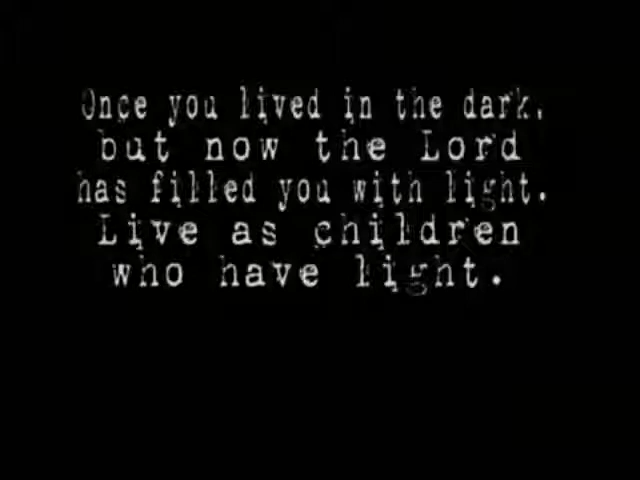 Once you lived in the dark,
but now the Lord
has filled you with light.
Live as children
who have light.